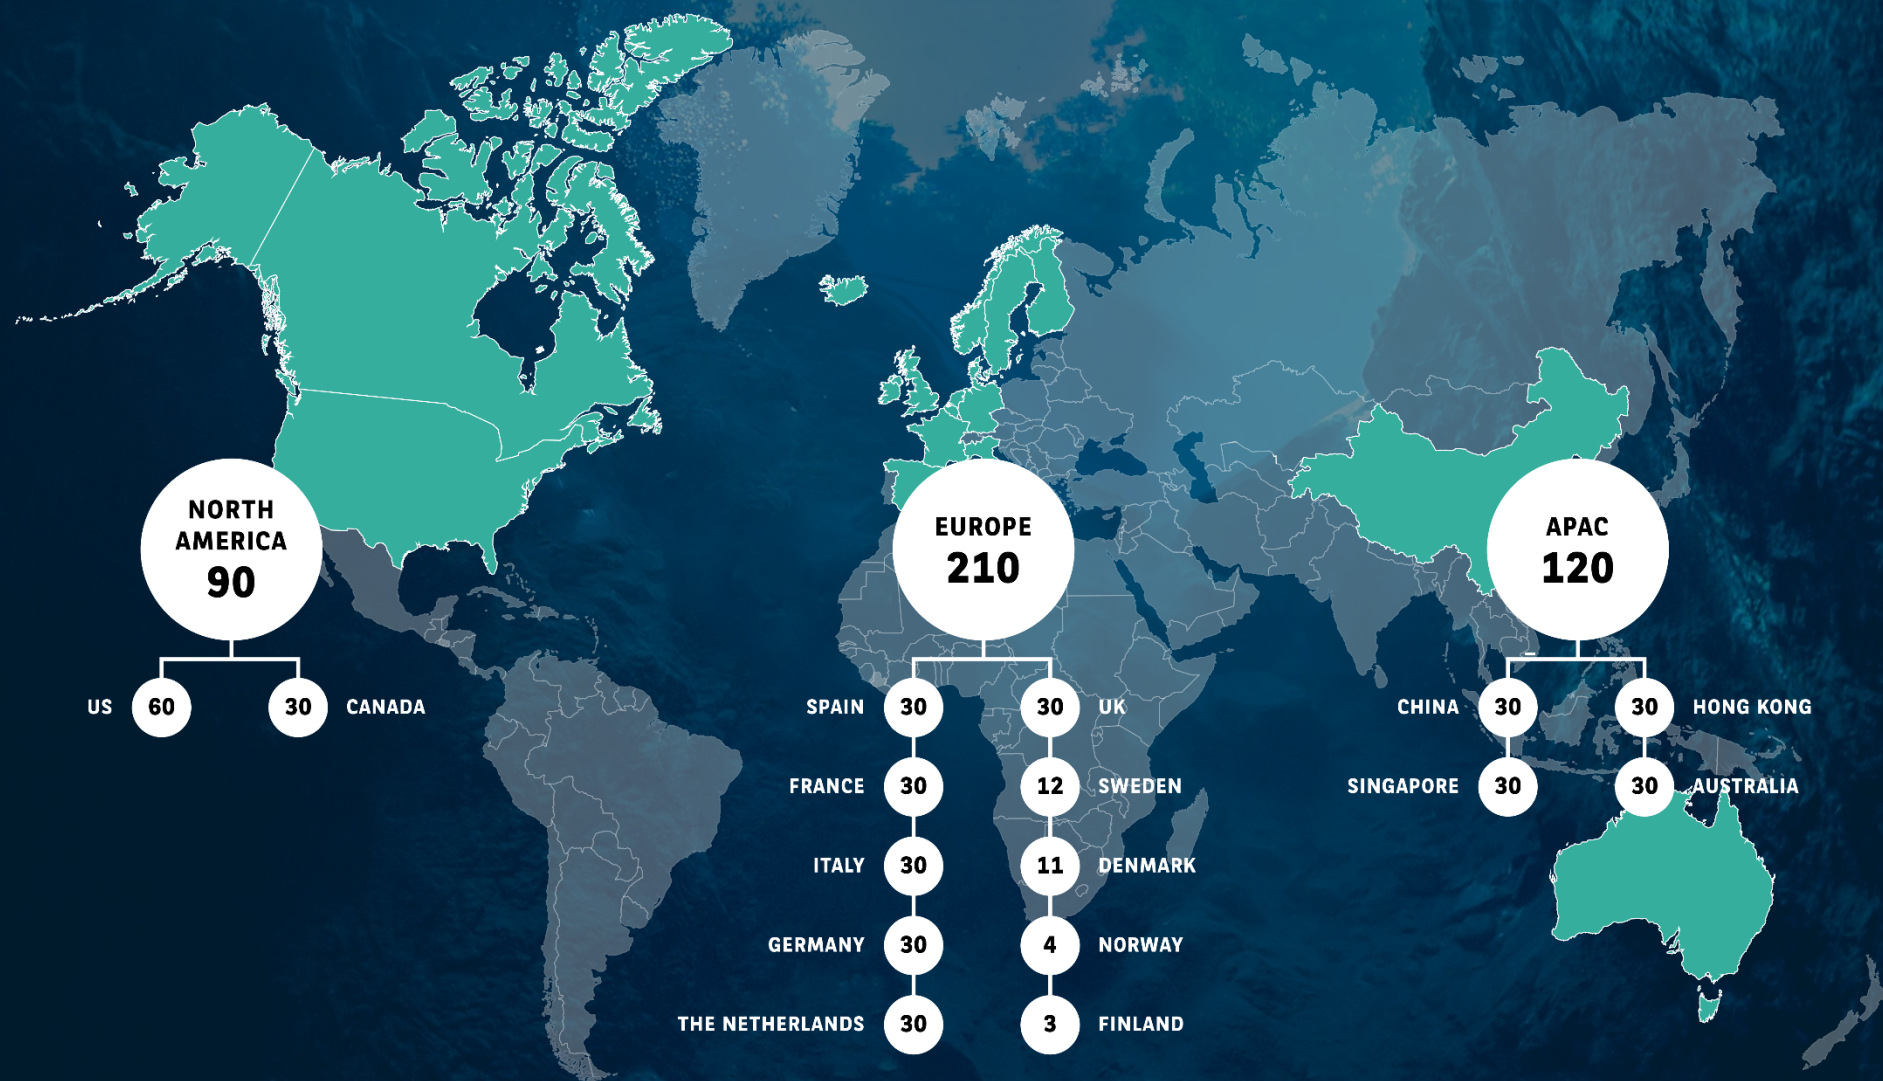 NORTH
AMERICA
90
US 60
30 CANADA
EUROPE
210
SPAIN 30
30 UK
FRANCE 30
12 SWEDEN
ITALY 30
11 DENMARK
GERMANY 30
4 NORWAY
THE NETHERLANDS 30
3 FINLAND
APAC
120
CHINA 30
30 HONG KONG
SINGAPORE 30
30 AUSTRALIA